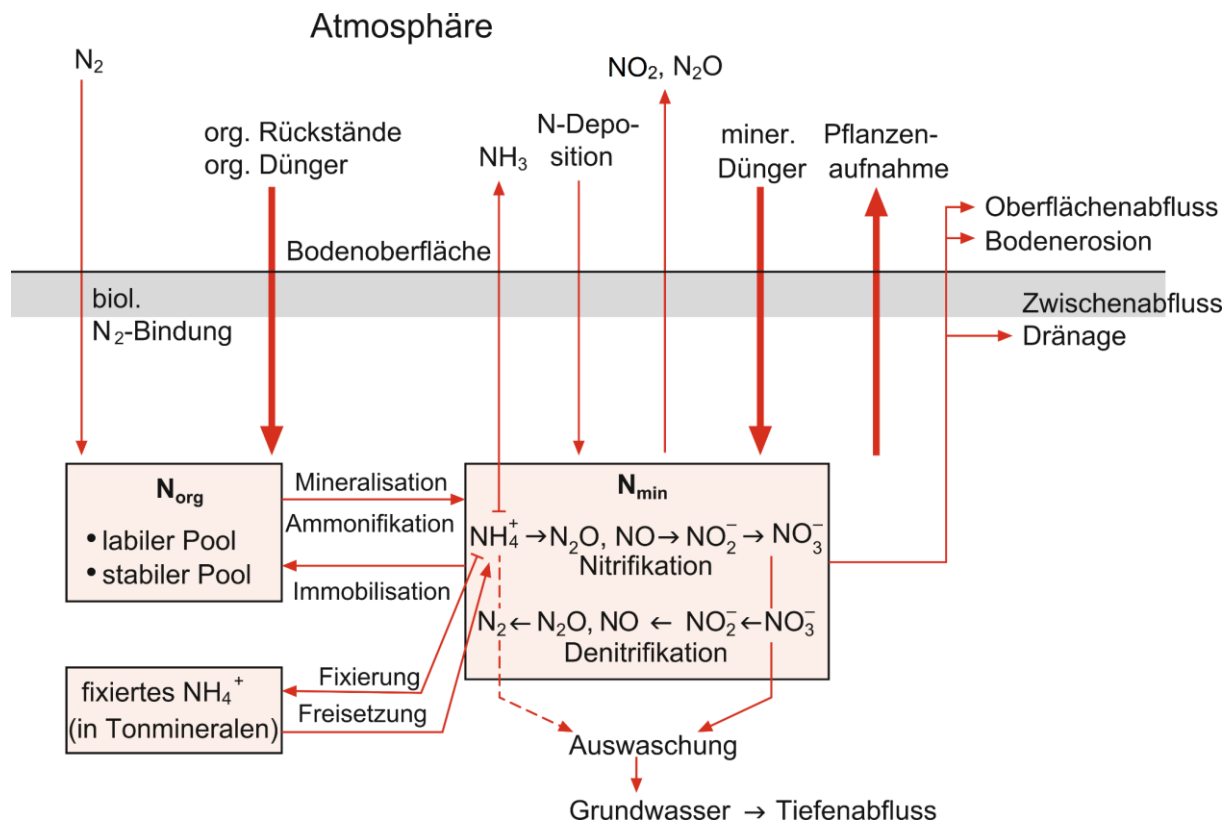 Atmosphäre
N₂
NO₂, N₂O
org. Rückstände
org. Dünger
NH₃
N-Depo-
sition
miner.
Dünger
Pflanzen-
aufnahme
Oberflächenabfluss
Bodenerosion
Bodenoberfläche
biol.
N₂-Bindung
Zwischenabfluss
Dränage
N_org
• labiler Pool
• stabiler Pool
Mineralisation
Ammonifikation
Immobilisation
N_min
NH₄⁺ → N₂O, NO → NO₂⁻ → NO₃⁻
Nitrifikation
N₂ ← N₂O, NO ← NO₂⁻ ← NO₃⁻
Denitrifikation
fixiertes NH₄⁺
(in Tonmineralen)
Fixierung
Freisetzung
Auswaschung
Grundwasser → Tiefenabfluss